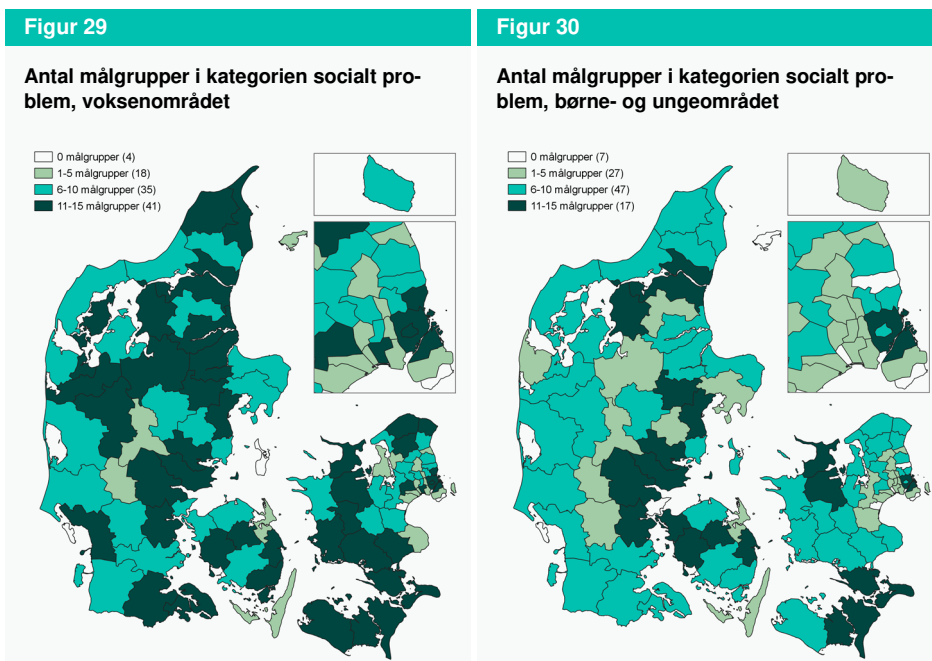 Figur 29
Antal målgrupper i kategorien socialt pro-
blem, voksenområdet
0 målgrupper (4)
1-5 målgrupper (18)
6-10 målgrupper (35)
11-15 målgrupper (41)
Figur 30
Antal målgrupper i kategorien socialt pro-
blem, børne- og ungeområdet
0 målgrupper (7)
1-5 målgrupper (27)
6-10 målgrupper (47)
11-15 målgrupper (17)